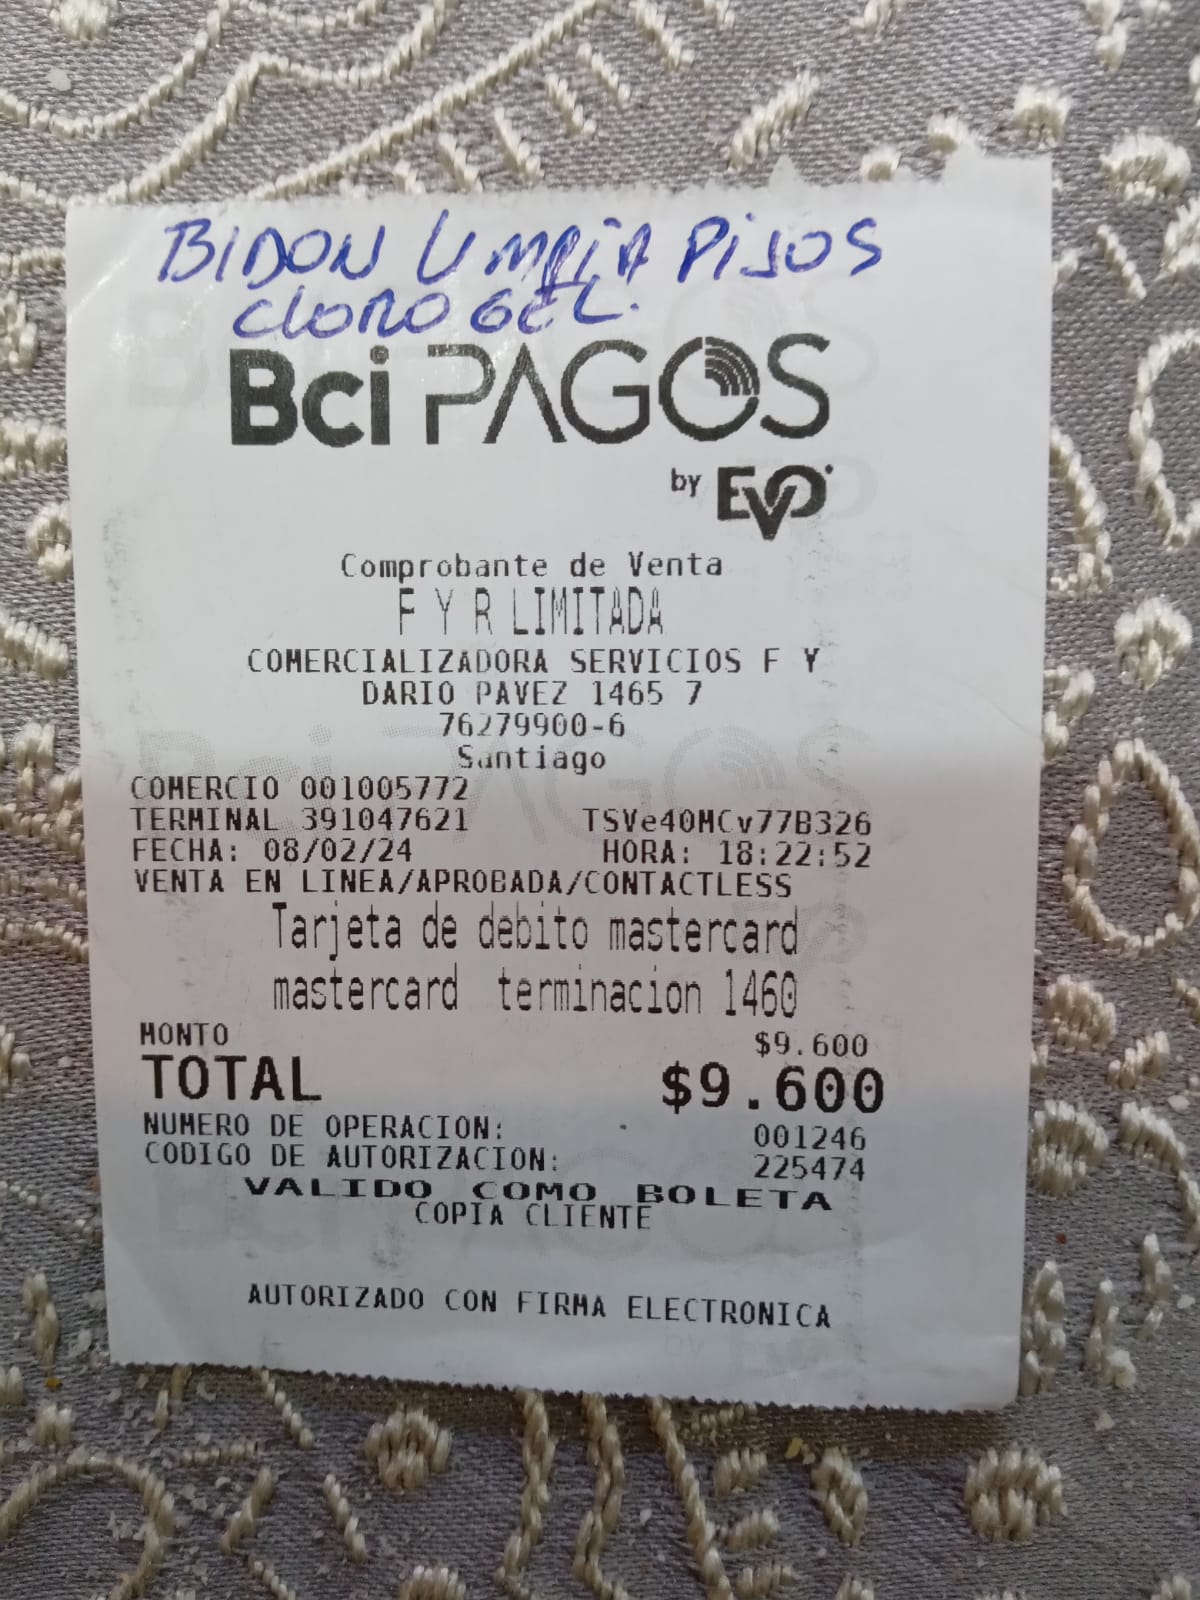 BIDON LIMPIA PISOS
CLORO GEL.
Bci PAGOS
by EVO
Comprobante de Venta
F Y R LIMITADA
COMERCIALIZADORA SERVICIOS F Y
DARIO PAVEZ 1465 7
76279900-6
Santiago
COMERCIO 001005772
TERMINAL 391047621 TSVe40MCv77B326
FECHA: 08/02/24 HORA: 18:22:52
VENTA EN LINEA/APROBADA/CONTACTLESS
Tarjeta de debito mastercard
mastercard terminacion 1460
MONTO $9.600
TOTAL $9.600
NUMERO DE OPERACION: 001246
CODIGO DE AUTORIZACION: 225474
VALIDO COMO BOLETA
COPIA CLIENTE
AUTORIZADO CON FIRMA ELECTRONICA